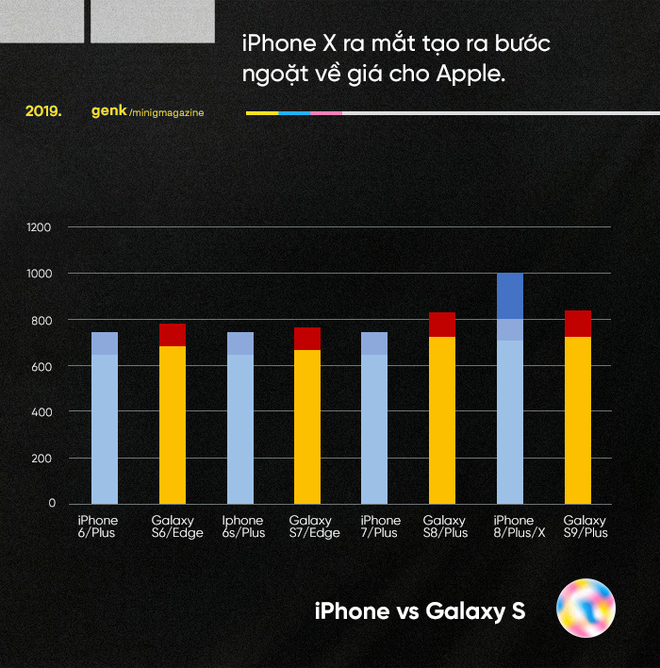 iPhone X ra mắt tạo ra bước
ngoặt về giá cho Apple.
2019.
genk/minigmagazine
1200
1000
800
600
400
200
0
iPhone
6/Plus
Galaxy
S6/Edge
Iphone
6s/Plus
Galaxy
S7/Edge
iPhone
7/Plus
Galaxy
S8/Plus
iPhone
8/Plus/X
Galaxy
S9/Plus
iPhone vs Galaxy S